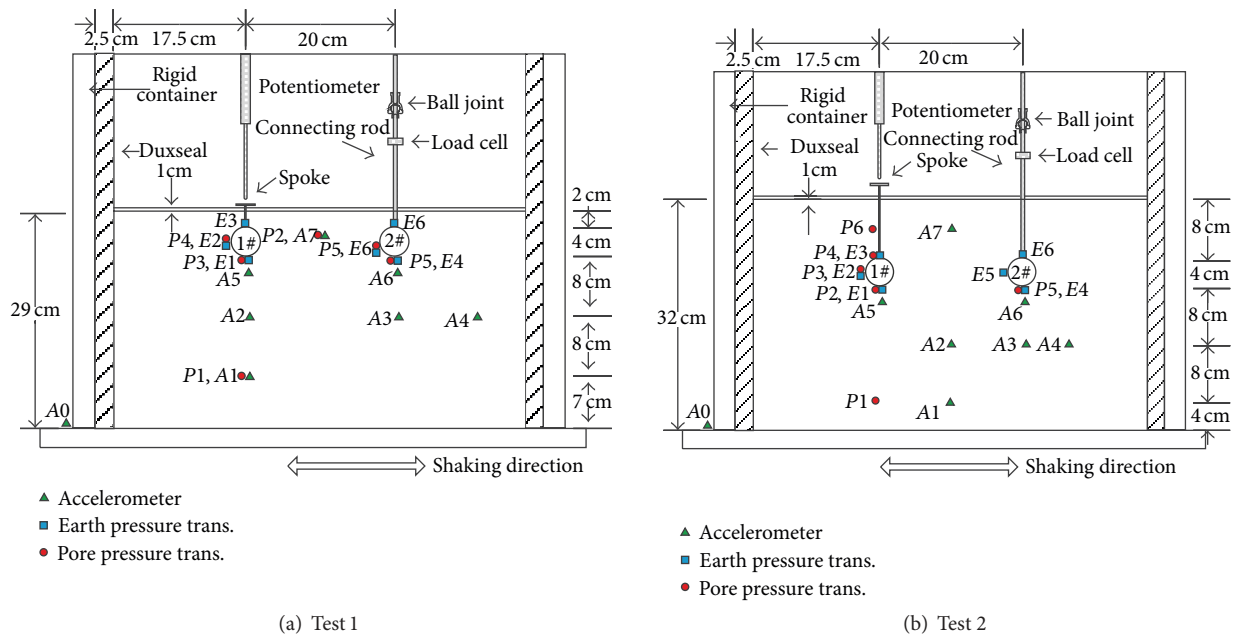 2.5 cm 17.5 cm 20 cm
Rigid
container
Potentiometer
Ball joint
Connecting rod
Load cell
Duxseal
1cm
Spoke
2 cm
E3
E6
P4, E2
1#
P2, A7
P5, E6
2#
4 cm
P3, E1
P5, E4
A5
A6
8 cm
29 cm
A2
A3
A4
8 cm
P1, A1
7 cm
A0
Shaking direction
Accelerometer
Earth pressure trans.
Pore pressure trans.
(a) Test 1
2.5 cm 17.5 cm 20 cm
Rigid
container
Potentiometer
Ball joint
Connecting rod
Load cell
Duxseal
1cm
Spoke
P6
A7
8 cm
P4, E3
E6
P3, E2
1#
E5
2#
4 cm
P2, E1
P5, E4
A5
A6
8 cm
32 cm
A2
A3
A4
8 cm
P1
A1
A0
4 cm
Shaking direction
Accelerometer
Earth pressure trans.
Pore pressure trans.
(b) Test 2